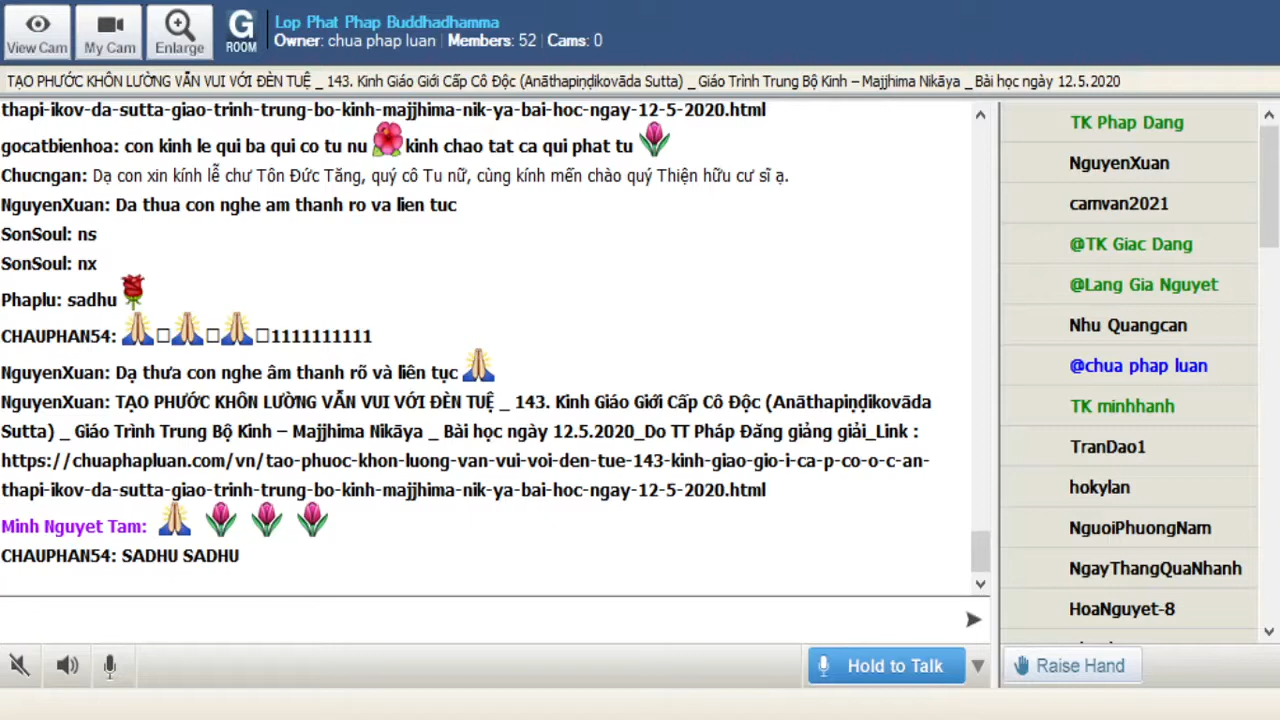 View Cam
My Cam
Enlarge
G
ROOM
Lop Phat Phap Buddhadhamma
Owner: chua phap luan | Members: 52 | Cams: 0
TẠO PHƯỚC KHÔN LƯỜNG VẪN VUI VỚI ĐÈN TUỆ _ 143. Kinh Giáo Giới Cấp Cô Độc (Anāthapiṇḍikovāda Sutta) _ Giáo Trình Trung Bộ Kinh – Majjhima Nikāya _ Bài học ngày 12.5.2020
thapi-ikov-da-sutta-giao-trinh-trung-bo-kinh-majjhima-nik-ya-bai-hoc-ngay-12-5-2020.html
gocatbienhoa: con kinh le qui ba qui co tu nu kinh chao tat ca qui phat tu
Chucngan: Dạ con xin kính lễ chư Tôn Đức Tăng, quý cô Tu nữ, cùng kính mến chào quý Thiện hữu cư sĩ ạ.
NguyenXuan: Da thua con nghe am thanh ro va lien tuc
SonSoul: ns
SonSoul: nx
Phaplu: sadhu
CHAUPHAN54: 1111111111
NguyenXuan: Dạ thưa con nghe âm thanh rõ và liên tục
NguyenXuan: TẠO PHƯỚC KHÔN LƯỜNG VẪN VUI VỚI ĐÈN TUỆ _ 143. Kinh Giáo Giới Cấp Cô Độc (Anāthapiṇḍikovāda
Sutta) _ Giáo Trình Trung Bộ Kinh – Majjhima Nikāya _ Bài học ngày 12.5.2020_Do TT Pháp Đăng giảng giải_Link :
https://chuaphapluan.com/vn/tao-phuoc-khon-luong-van-vui-voi-den-tue-143-kinh-giao-gio-i-ca-p-co-o-c-an-
thapi-ikov-da-sutta-giao-trinh-trung-bo-kinh-majjhima-nik-ya-bai-hoc-ngay-12-5-2020.html
Minh Nguyet Tam:
CHAUPHAN54: SADHU SADHU
TK Phap Dang
NguyenXuan
camvan2021
@TK Giac Dang
@Lang Gia Nguyet
Nhu Quangcan
@chua phap luan
TK minhhanh
TranDao1
hokylan
NguoiPhuongNam
NgayThangQuaNhanh
HoaNguyet-8
Hold to Talk
Raise Hand